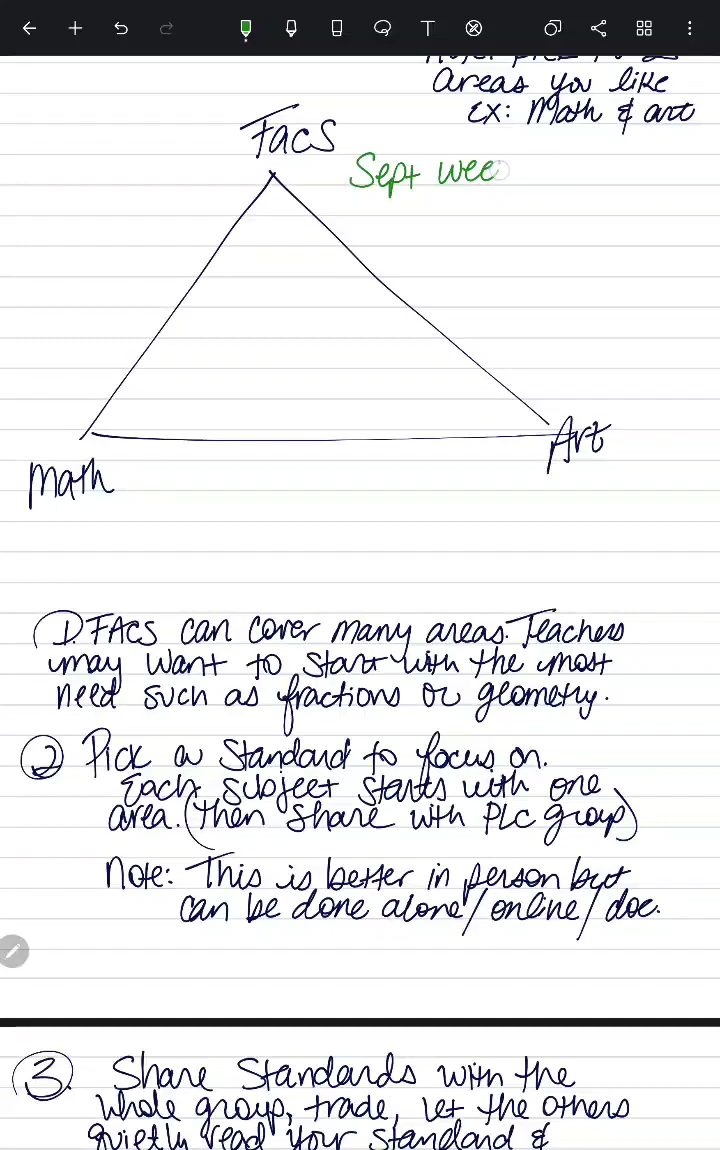 Areas you like
EX: Math & art
Facs
Sept wee
Art
Math
1. FAcs can cover many areas. Teachers
may want to start with the most
need such as fractions or geometry.
2 Pick a Standard to focus on.
Each subject starts with one
area. (Then Share with PLC group)
Note: This is better in person but
can be done alone/online/doc.
3. Share Standards with the
whole group, trade, let the others
quietly read your standard &